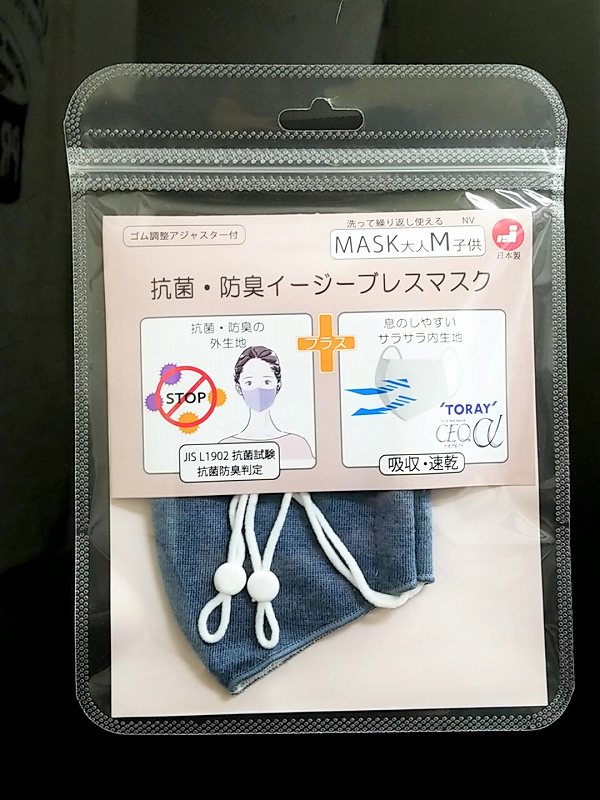 洗って繰り返し使える NV
ゴム調整アジャスター付
MASK大人M子供
日本製
抗菌・防臭イージーブレスマスク
抗菌・防臭の
外生地
STOP
JIS L1902 抗菌試験
抗菌防臭判定
プラス
息のしやすい
サラサラ内生地
'TORAY'
CEOα
吸収・速乾